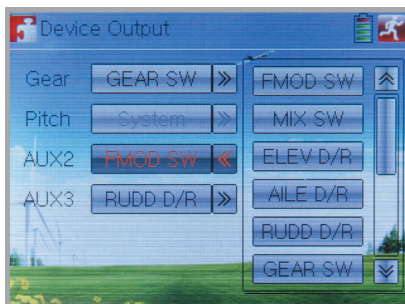 Device Output
Gear GEAR SW
Pitch System
AUX2 FMOD SW
AUX3 RUDD D/R
FMOD SW
MIX SW
ELEV D/R
AILE D/R
RUDD D/R
GEAR SW